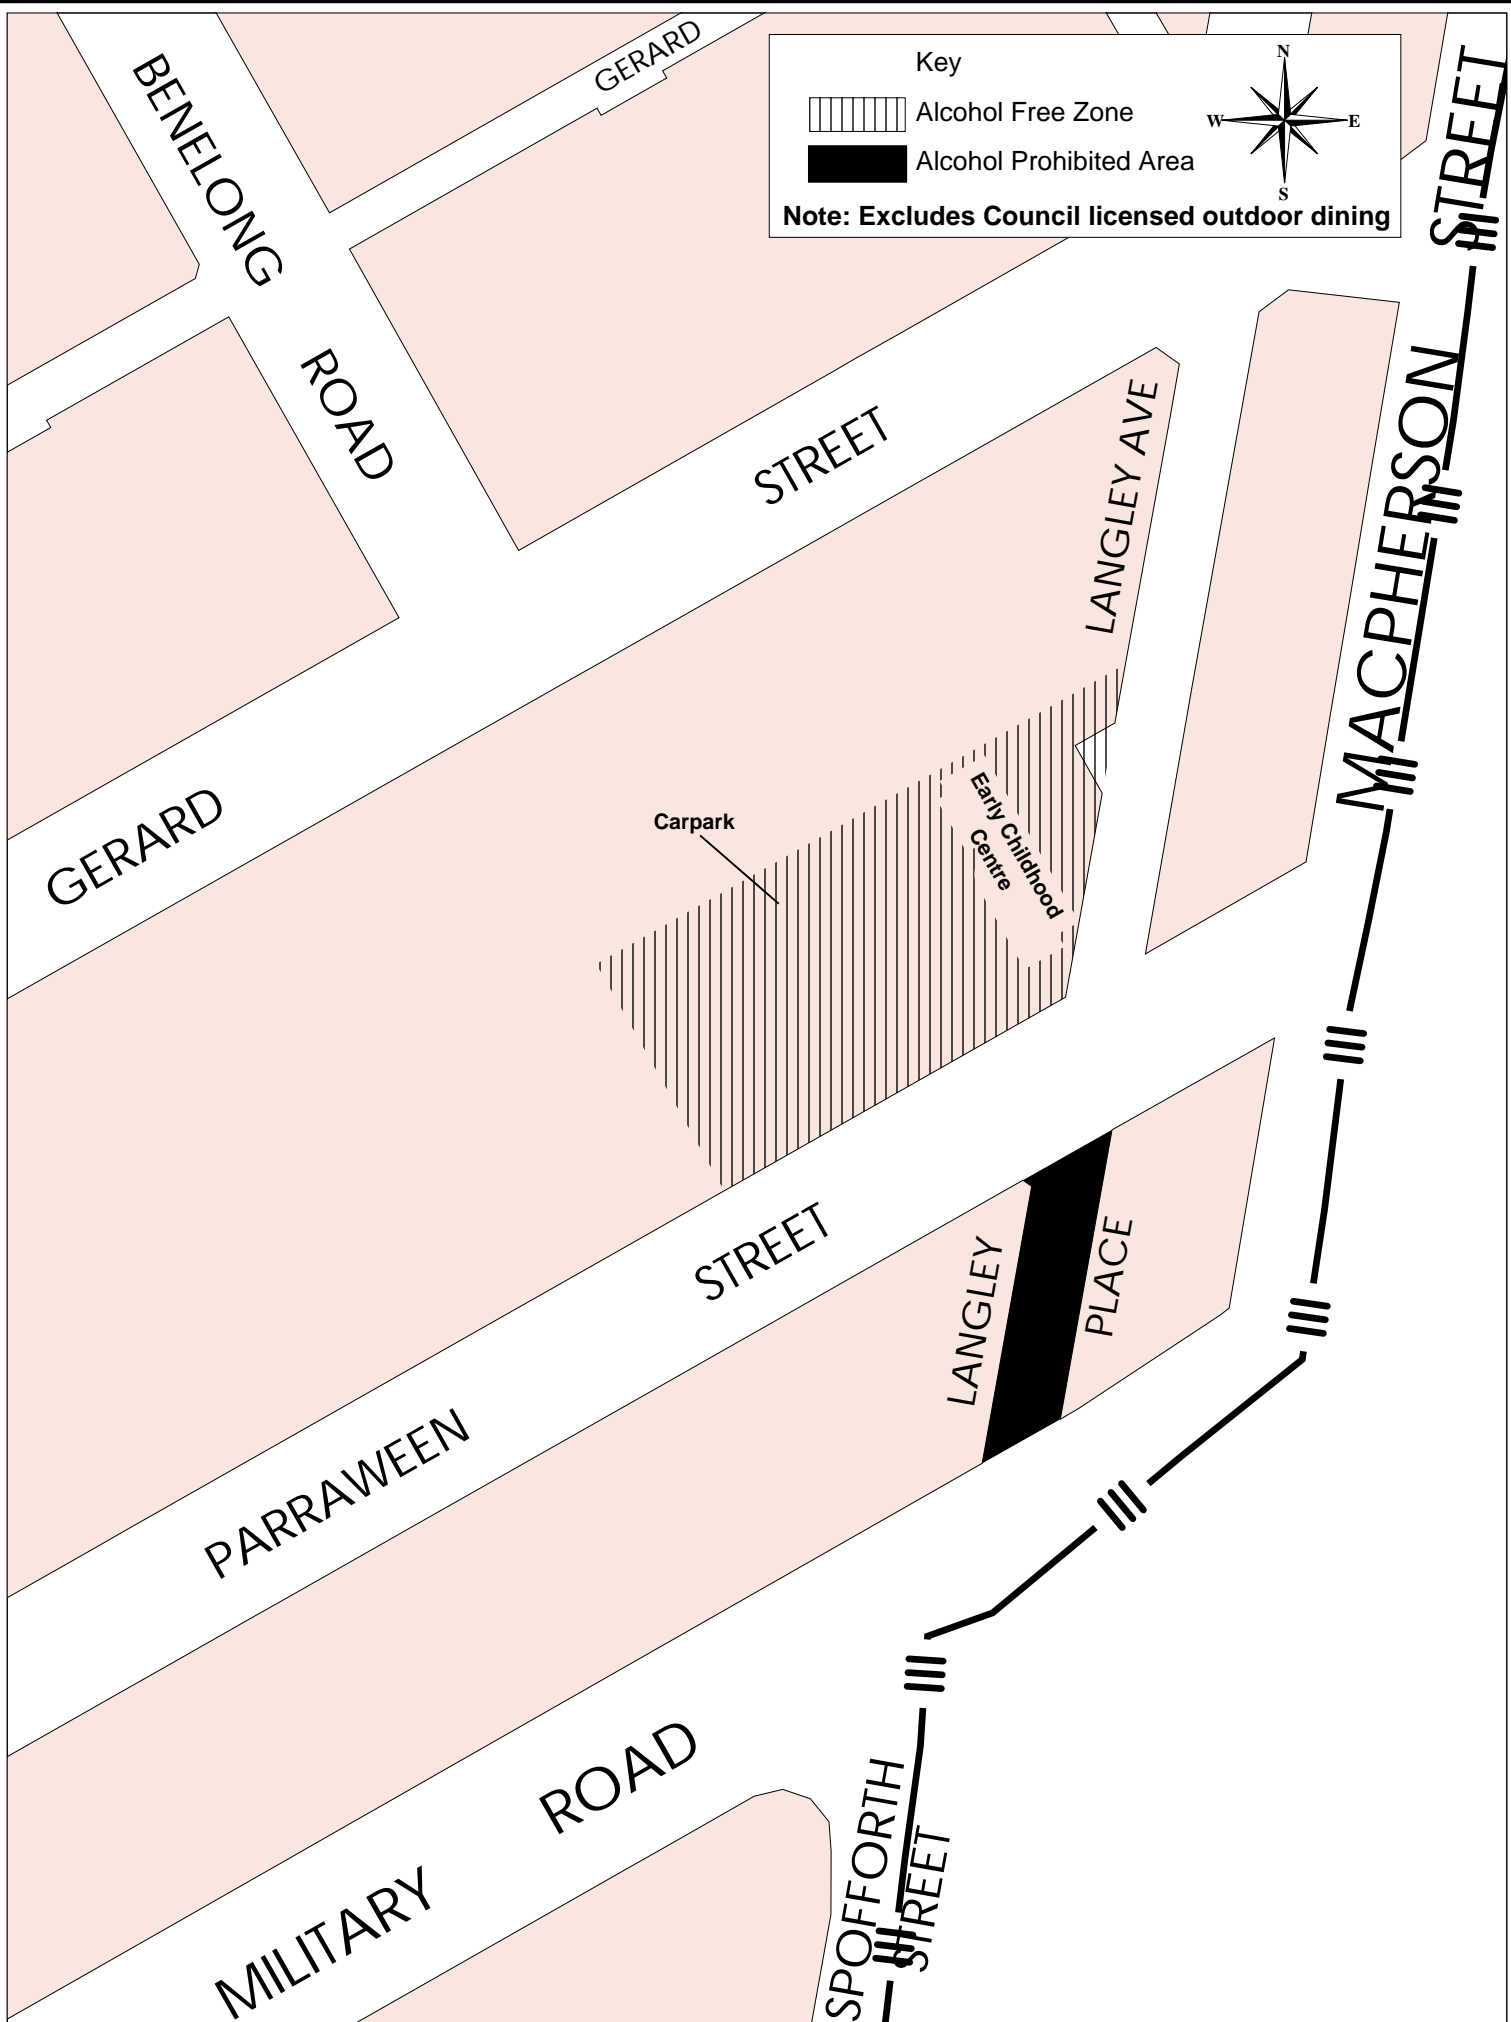 GERARD
BENELONG
ROAD
Key
N
W
E
S
Alcohol Free Zone
Alcohol Prohibited Area
Note: Excludes Council licensed outdoor dining
MACPHERSON
STREET
LANGLEY AVE
GERARD
STREET
Carpark
Early Childhood
Centre
PARRAWEEN
STREET
LANGLEY
PLACE
MILITARY
ROAD
SPOFFORTH
STREET